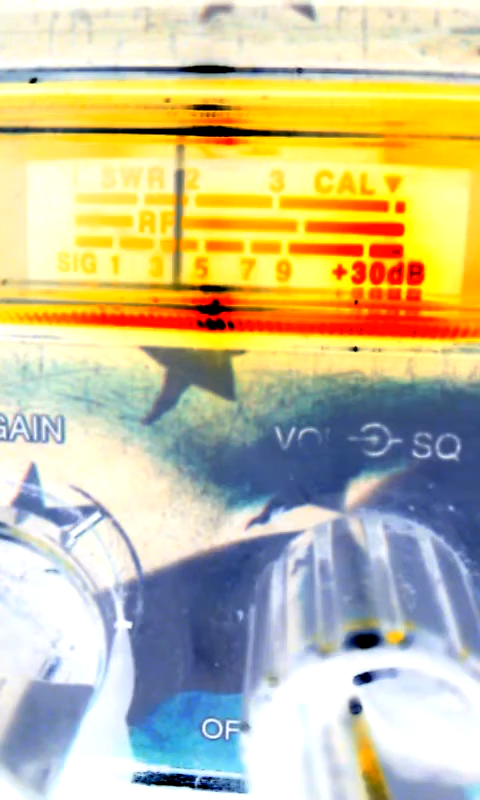 SWR 2 3 CAL ▼
RF
SIG 1 3 5 7 9 +30dB
GAIN
VOL SQ
OF